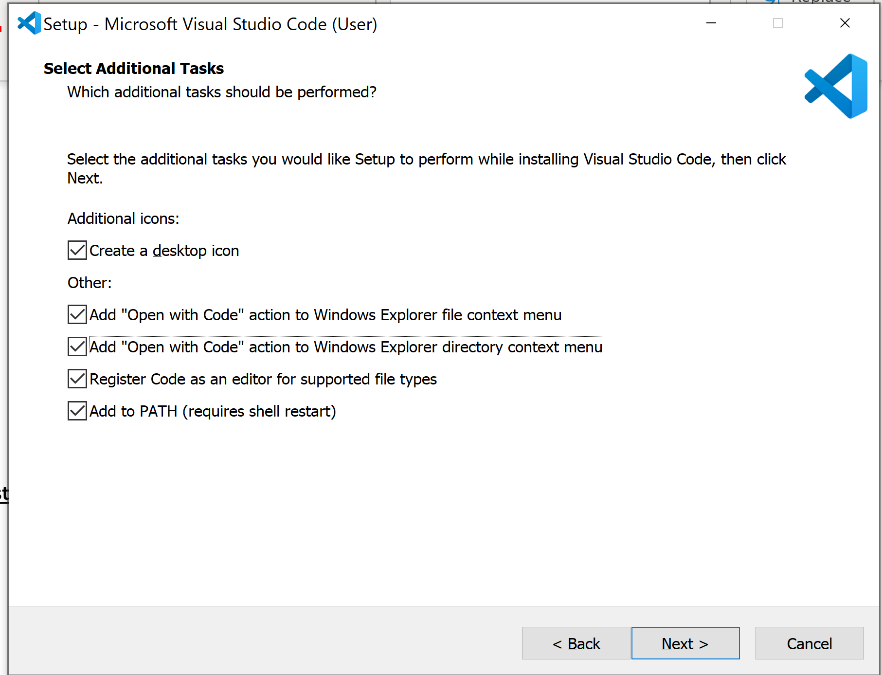 Replace
Setup - Microsoft Visual Studio Code (User)
Select Additional Tasks
Which additional tasks should be performed?
Select the additional tasks you would like Setup to perform while installing Visual Studio Code, then click
Next.
Additional icons:
Create a desktop icon
Other:
Add "Open with Code" action to Windows Explorer file context menu
Add "Open with Code" action to Windows Explorer directory context menu
Register Code as an editor for supported file types
Add to PATH (requires shell restart)
st
< Back
Next >
Cancel